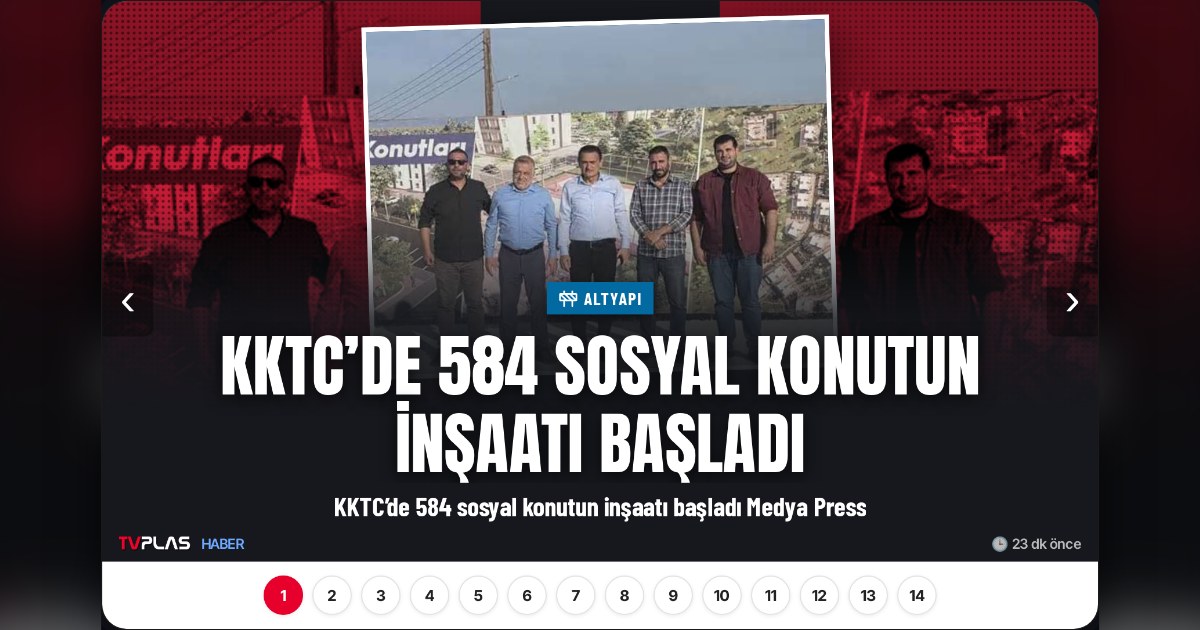 Konutları
Konutları
ALTYAPI
KKTC’DE 584 SOSYAL KONUTUN
İNŞAATI BAŞLADI
KKTC’de 584 sosyal konutun inşaatı başladı Medya Press
TVPLAS HABER
23 dk önce
1 2 3 4 5 6 7 8 9 10 11 12 13 14